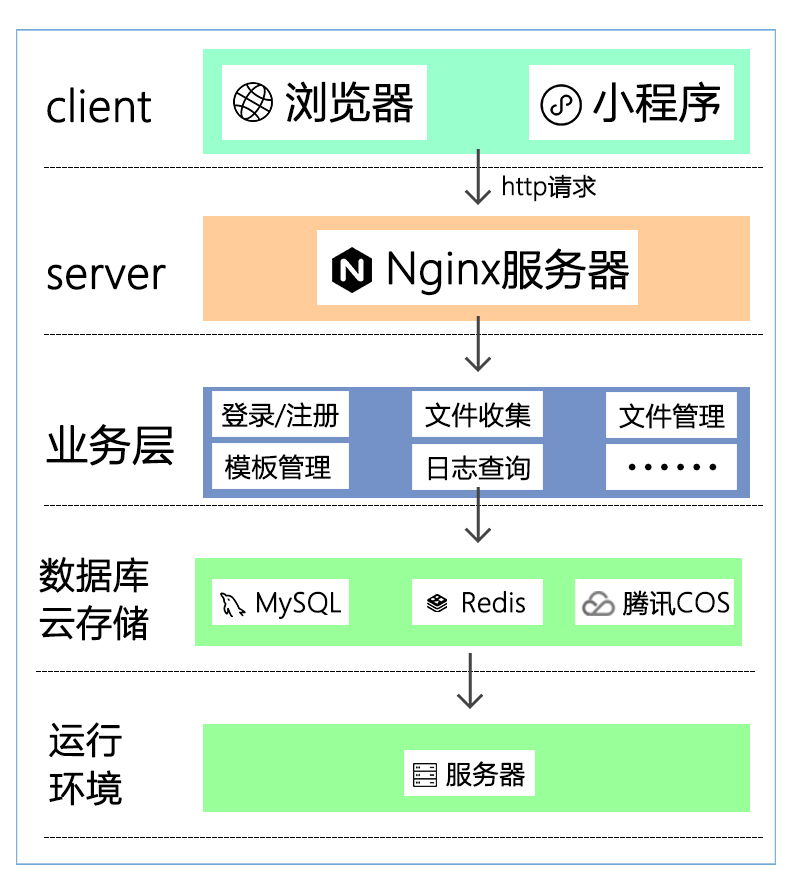 client
浏览器
小程序
http请求
server
Nginx服务器
业务层
登录/注册
文件收集
文件管理
模板管理
日志查询
······
数据库
云存储
MySQL
Redis
腾讯COS
运行
环境
服务器